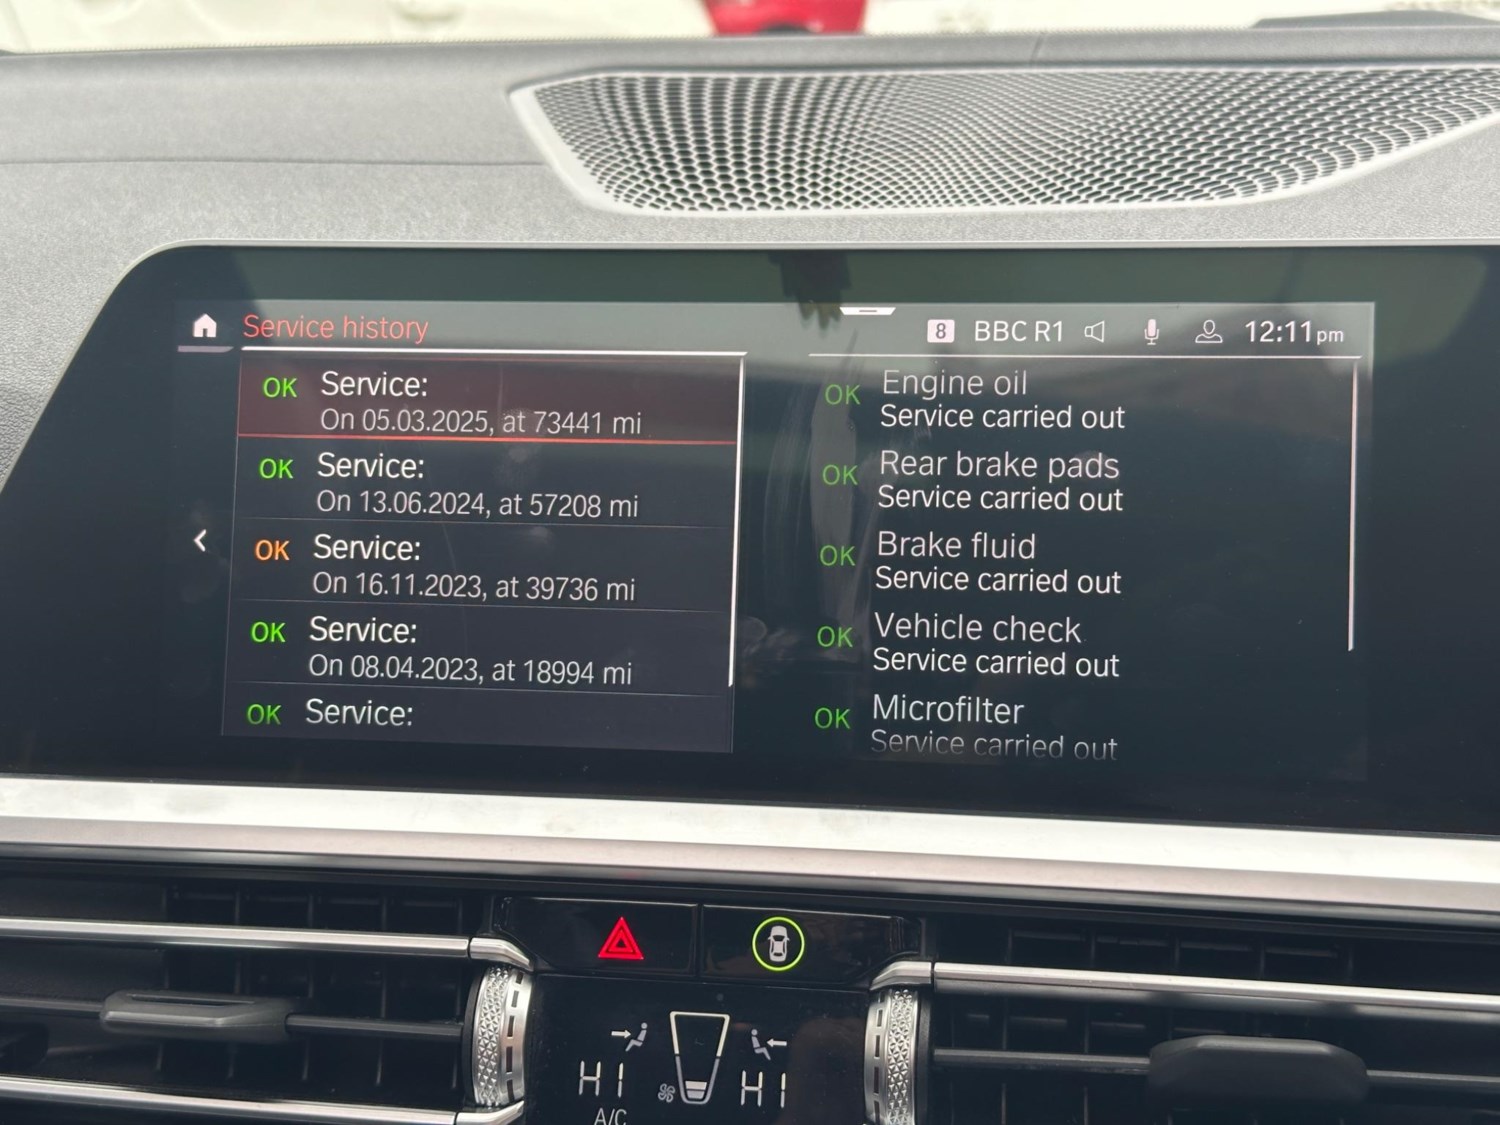 Service history
8 BBC R1 12:11pm
OK Service:
On 05.03.2025, at 73441 mi
OK Service:
On 13.06.2024, at 57208 mi
OK Service:
On 16.11.2023, at 39736 mi
OK Service:
On 08.04.2023, at 18994 mi
OK Service:
OK Engine oil
Service carried out
OK Rear brake pads
Service carried out
OK Brake fluid
Service carried out
OK Vehicle check
Service carried out
OK Microfilter
Service carried out
HI HI
A/C